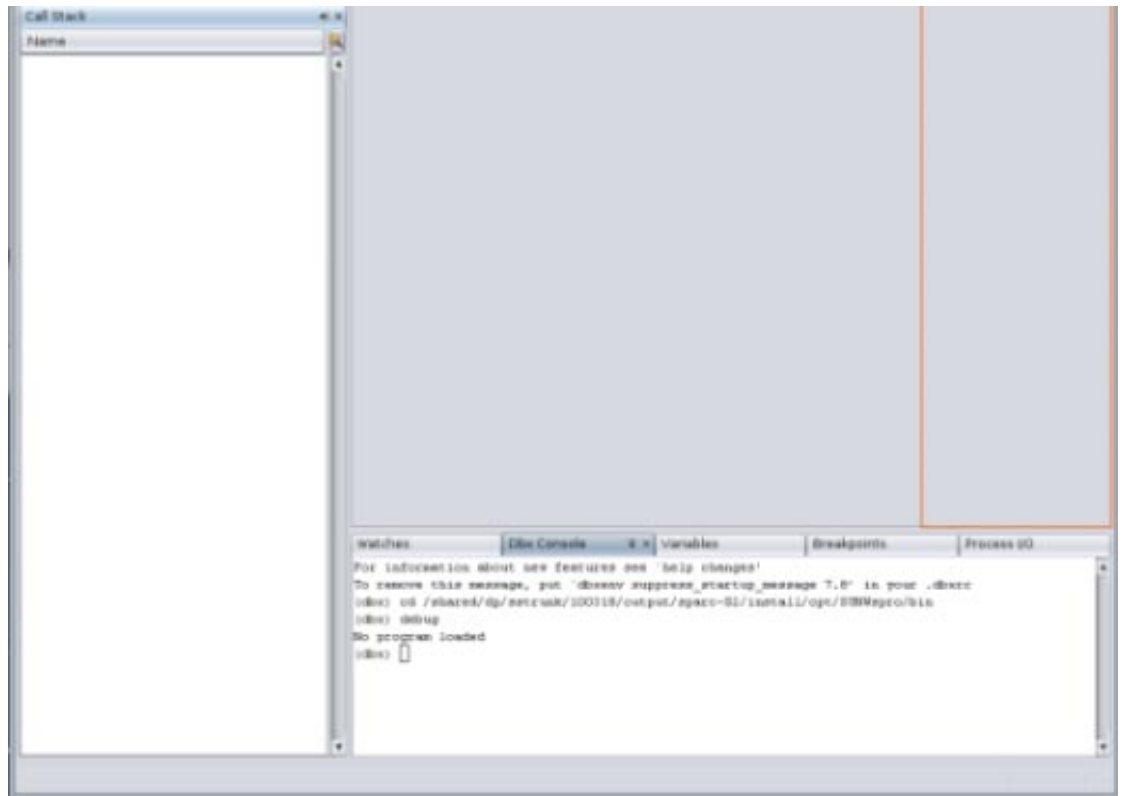 Call Stack
Name
Watches
Dbx Console
Variables
Breakpoints
Process I/O
For information about new features see `help changes'
To remove this message, put `dbxenv suppress_startup_message 7.8' in your .dbxrc
(dbx) cd /shared/dp/sstrunk/100318/output/sparc-S2/install/opt/SUNWspro/bin
(dbx) debug
No program loaded
(dbx)